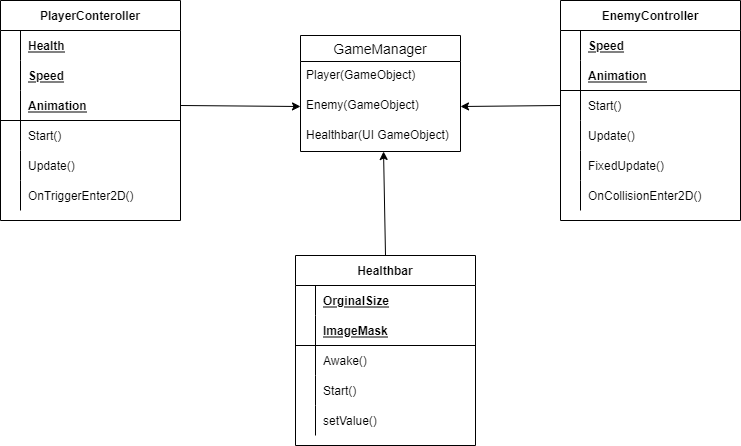 PlayerConteroller
Health
Speed
Animation
Start()
Update()
OnTriggerEnter2D()
GameManager
Player(GameObject)
Enemy(GameObject)
Healthbar(UI GameObject)
EnemyController
Speed
Animation
Start()
Update()
FixedUpdate()
OnCollisionEnter2D()
Healthbar
OrginalSize
ImageMask
Awake()
Start()
setValue()